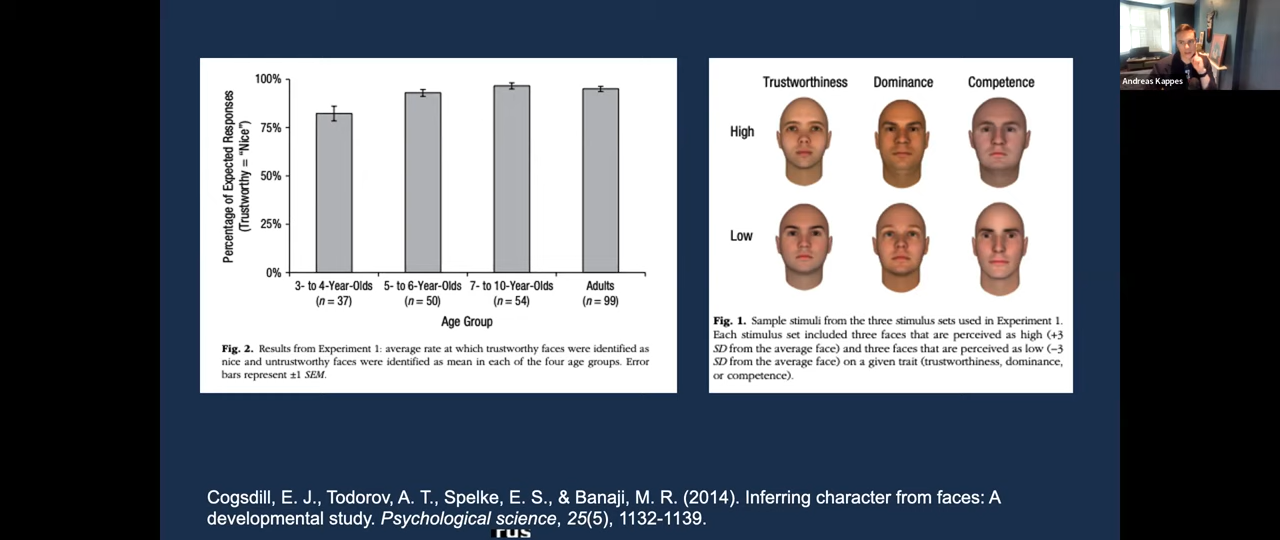 100%
75%
50%
25%
0%
Percentage of Expected Responses
(Trustworthy = “Nice”)
3- to 4-Year-Olds
(n = 37)
5- to 6-Year-Olds
(n = 50)
7- to 10-Year-Olds
(n = 54)
Adults
(n = 99)
Age Group
Fig. 2. Results from Experiment 1: average rate at which trustworthy faces were identified as
nice and untrustworthy faces were identified as mean in each of the four age groups. Error
bars represent ±1 SEM.
Trustworthiness Dominance Competence
High
Low
Fig. 1. Sample stimuli from the three stimulus sets used in Experiment 1.
Each stimulus set included three faces that are perceived as high (+3
SD from the average face) and three faces that are perceived as low (−3
SD from the average face) on a given trait (trustworthiness, dominance,
or competence).
Andreas Kappes
Cogsdill, E. J., Todorov, A. T., Spelke, E. S., & Banaji, M. R. (2014). Inferring character from faces: A
developmental study. Psychological science, 25(5), 1132-1139.